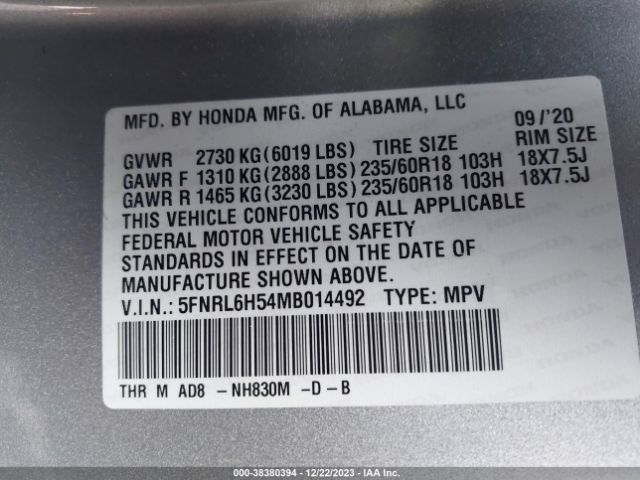 MFD. BY HONDA MFG. OF ALABAMA, LLC
09/'20
GVWR 2730 KG(6019 LBS) TIRE SIZE RIM SIZE
GAWR F 1310 KG(2888 LBS) 235/60R18 103H 18X7.5J
GAWR R 1465 KG(3230 LBS) 235/60R18 103H 18X7.5J
THIS VEHICLE CONFORMS TO ALL APPLICABLE
FEDERAL MOTOR VEHICLE SAFETY
STANDARDS IN EFFECT ON THE DATE OF
MANUFACTURE SHOWN ABOVE.
V.I.N.: 5FNRL6H54MB014492 TYPE: MPV
THR M AD8 -NH830M -D-B
000-38380394 - 12/22/2023 - IAA Inc.